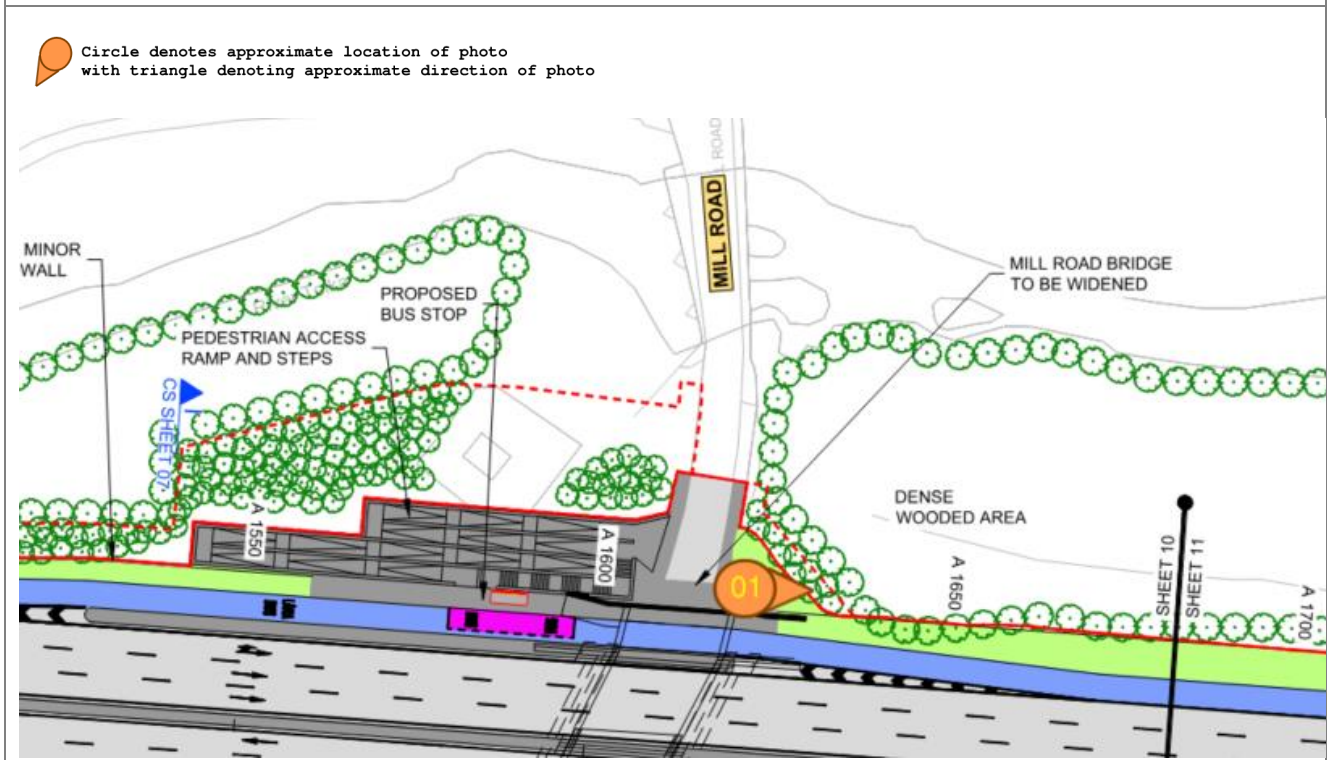 Circle denotes approximate location of photo
with triangle denoting approximate direction of photo
MILL ROAD
MILL ROAD
MINOR
WALL
PROPOSED
BUS STOP
MILL ROAD BRIDGE
TO BE WIDENED
PEDESTRIAN ACCESS
RAMP AND STEPS
CS SHEET 07
DENSE
WOODED AREA
A 1550
A 1600
A 1650
A 1700
SHEET 10
SHEET 11
01